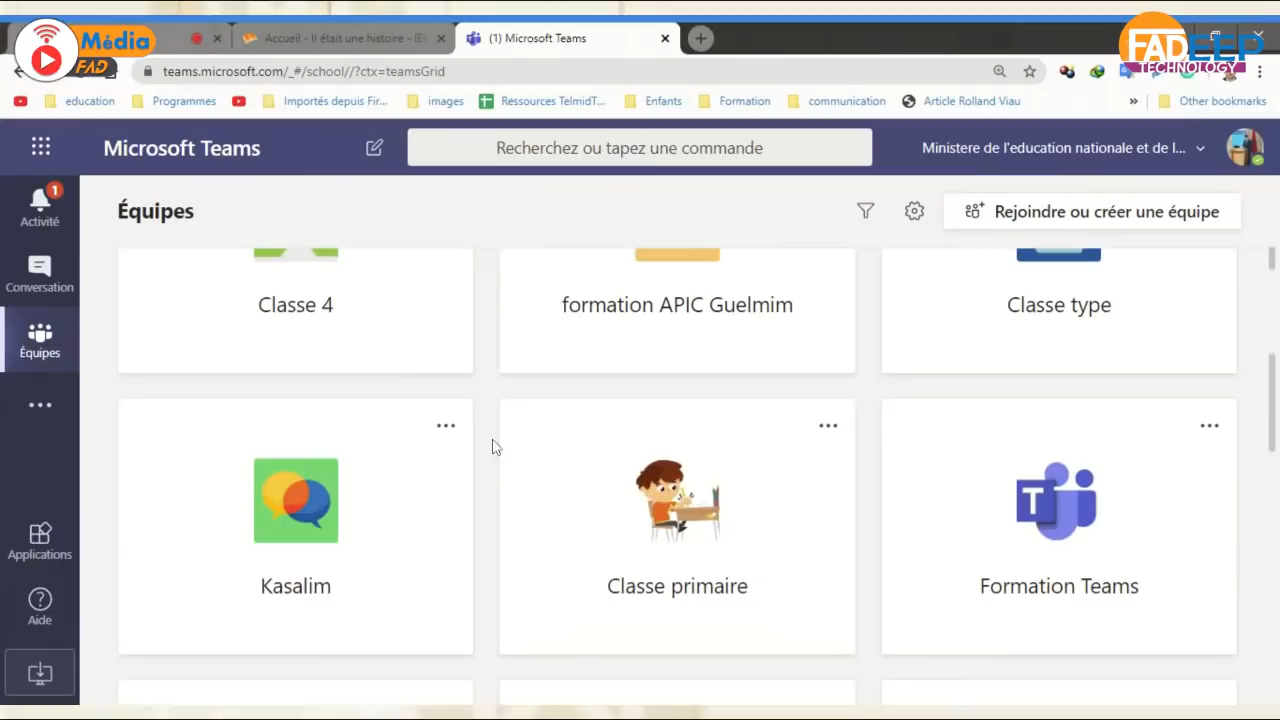 Média
FAD
Accueil - Il était une histoire - IEI
(1) Microsoft Teams
FADEEP
TECHNOLOGY
teams.microsoft.com/_#/school//?ctx=teamsGrid
education
Programmes
Importés depuis Fir...
images
Ressources TelmidT...
Enfants
Formation
communication
Article Rolland Viau
»
Other bookmarks
Microsoft Teams
Recherchez ou tapez une commande
Ministere de l'education nationale et de l...
1
Activité
Conversation
Équipes
Applications
Aide
Équipes
Rejoindre ou créer une équipe
Classe 4
formation APIC Guelmim
Classe type
Kasalim
Classe primaire
T
Formation Teams